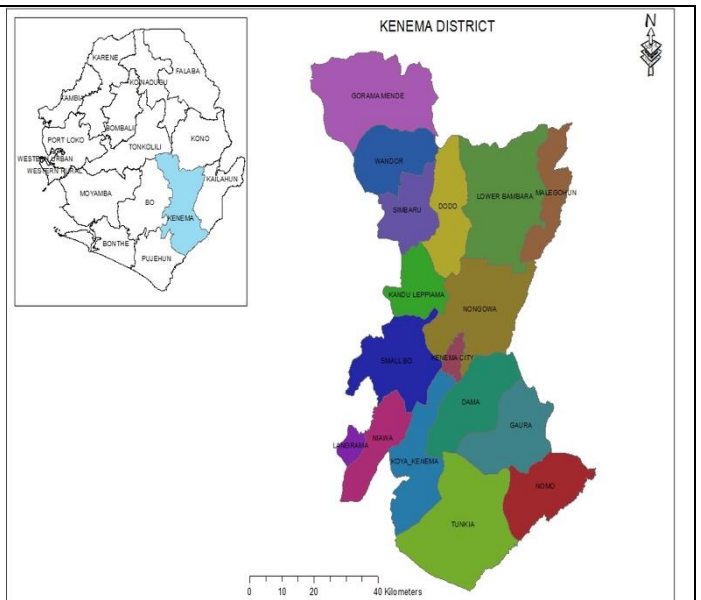 KENEMA DISTRICT
N
KARENE
FALABA
KOINADUGU
KAMBIA
BOMBALI
PORT LOKO
KONO
TONKOLILI
WESTERN URBAN
WESTERN RURAL
KAILAHUN
MOYAMBA
BO
KENEMA
BONTHE
PUJEHUN
GORAMA MENDE
WANDOR
SIMBARU
DODO
LOWER BAMBARA
MALEGOHUN
KANDU LEPPIAMA
NONGOWA
SMALL BO
KENEMA CITY
DAMA
GAURA
NIAWA
LANGRAMA
KOYA_KENEMA
NOMO
TUNKIA
0 10 20 40 Kilometers